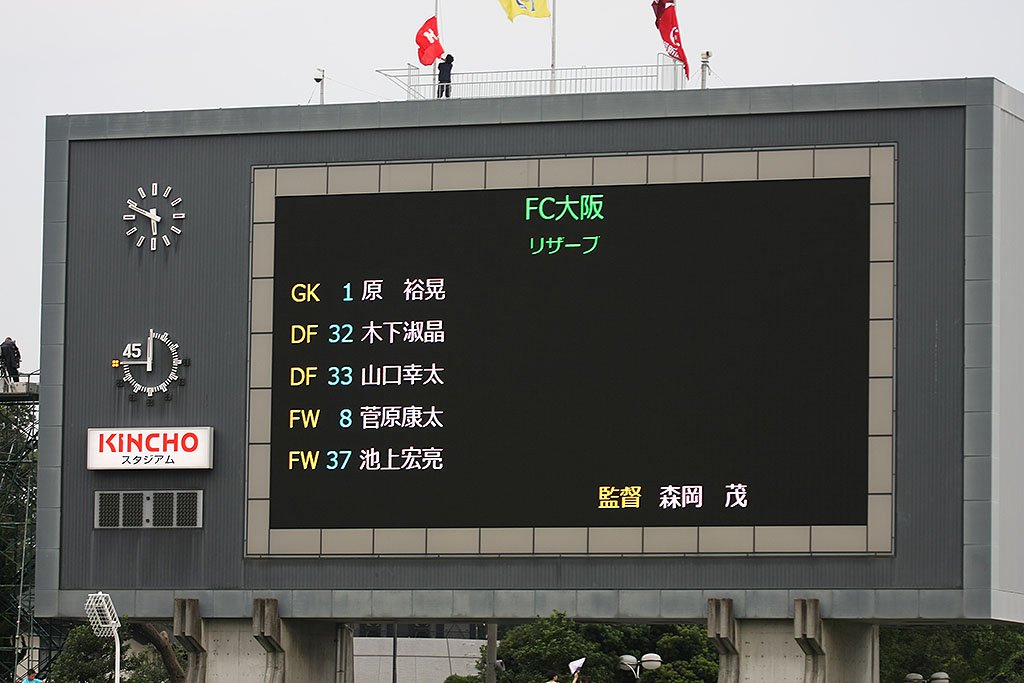 FC大阪
リザーブ
GK 1 原 裕晃
DF 32 木下淑晶
DF 33 山口幸太
FW 8 菅原康太
FW 37 池上宏亮
監督 森岡 茂
45
KINCHO
スタジアム